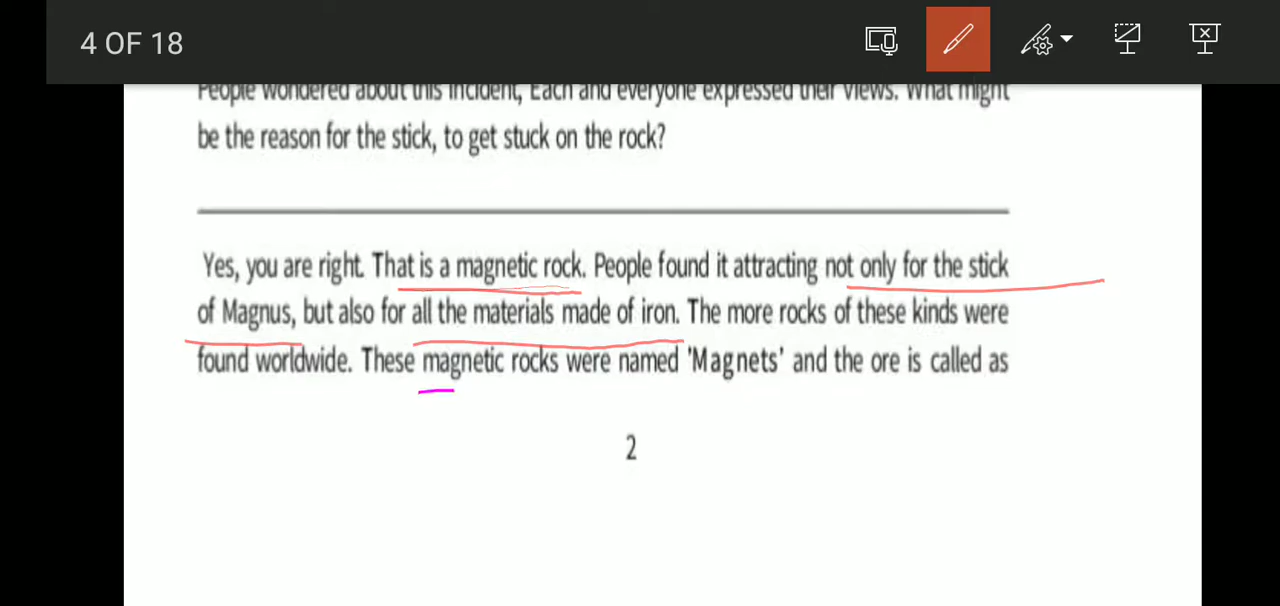 4 OF 18
People wondered about this incident, Each and everyone expressed their views. What might
be the reason for the stick, to get stuck on the rock?
Yes, you are right. That is a magnetic rock. People found it attracting not only for the stick
of Magnus, but also for all the materials made of iron. The more rocks of these kinds were
found worldwide. These magnetic rocks were named 'Magnets' and the ore is called as
2